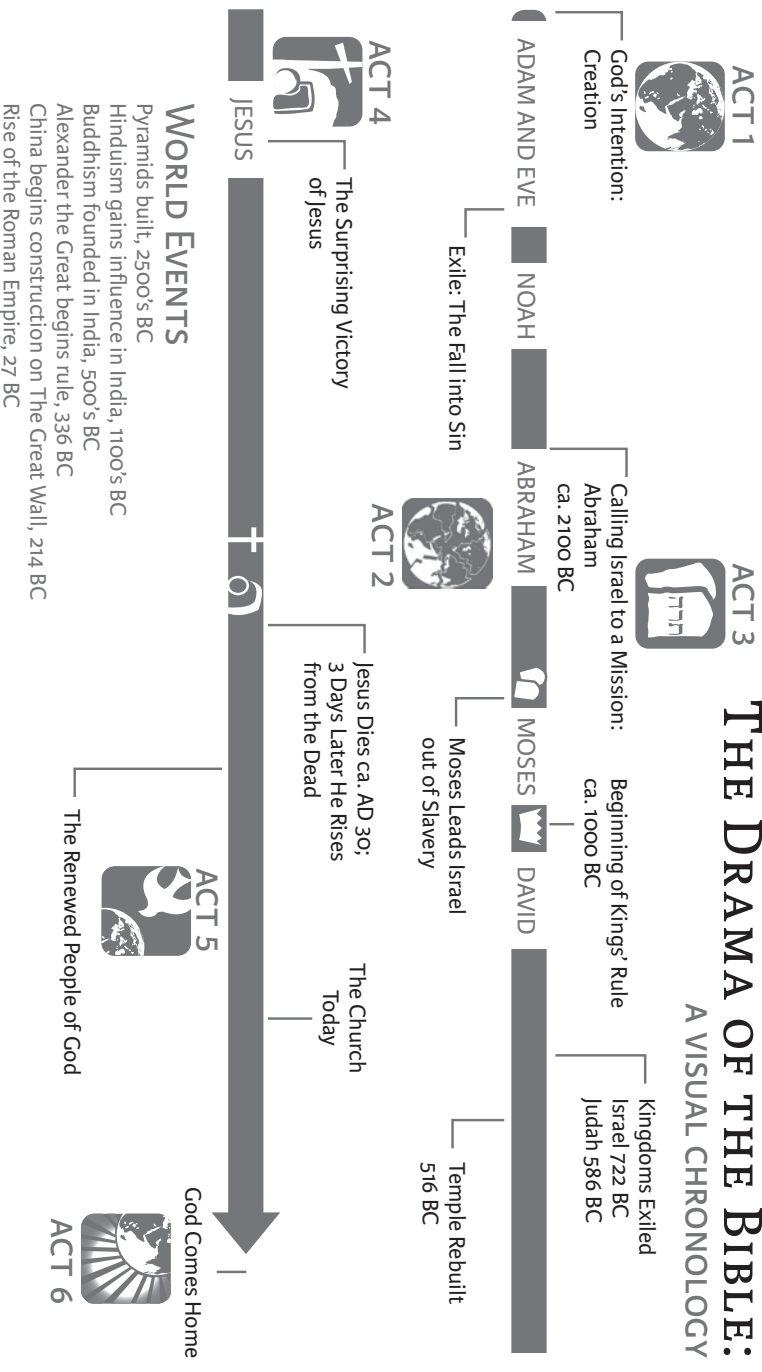 THE DRAMA OF THE BIBLE:
A VISUAL CHRONOLOGY
ACT 1
God's Intention:
Creation
ADAM AND EVE
Exile: The Fall into Sin
ACT 2
NOAH
ACT 3
תרה
Calling Israel to a Mission:
Abraham
ca. 2100 BC
ABRAHAM
Moses Leads Israel
out of Slavery
MOSES
Beginning of Kings' Rule
ca. 1000 BC
DAVID
Kingdoms Exiled
Israel 722 BC
Judah 586 BC
Temple Rebuilt
516 BC
ACT 4
JESUS
The Surprising Victory
of Jesus
Jesus Dies ca. AD 30;
3 Days Later He Rises
from the Dead
ACT 5
The Renewed People of God
The Church
Today
God Comes Home
ACT 6
WORLD EVENTS
Pyramids built, 2500's BC
Hinduism gains influence in India, 1100's BC
Buddhism founded in India, 500's BC
Alexander the Great begins rule, 336 BC
China begins construction on The Great Wall, 214 BC
Rise of the Roman Empire, 27 BC